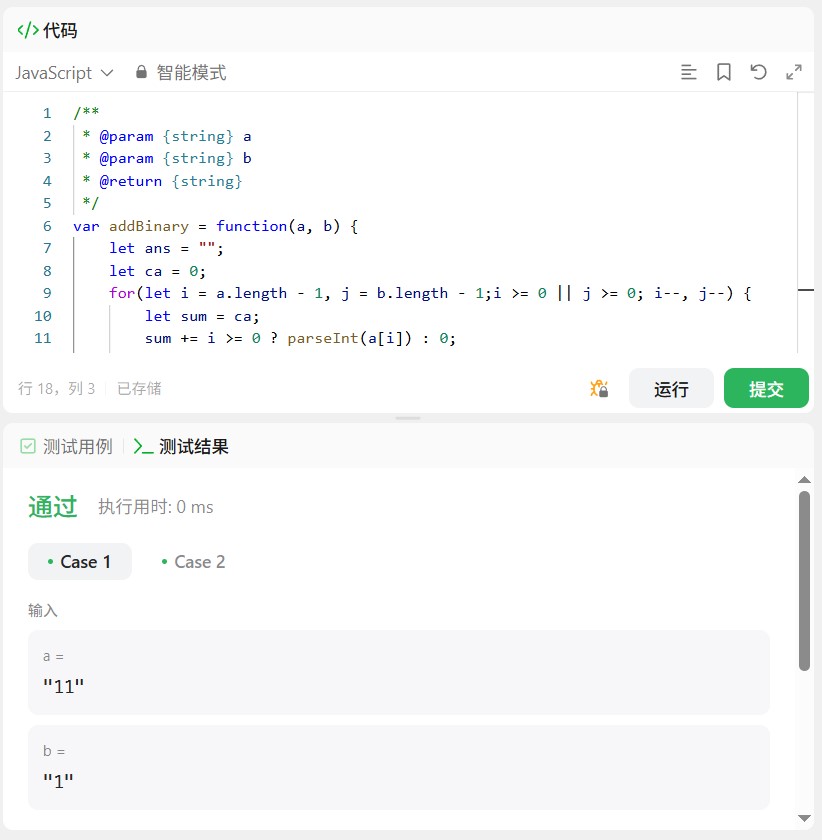 </> 代码
JavaScript 智能模式
1 /**
2 * @param {string} a
3 * @param {string} b
4 * @return {string}
5 */
6 var addBinary = function(a, b) {
7 let ans = "";
8 let ca = 0;
9 for(let i = a.length - 1, j = b.length - 1;i >= 0 || j >= 0; i--, j--) {
10 let sum = ca;
11 sum += i >= 0 ? parseInt(a[i]) : 0;
行 18，列 3 已存储 运行 提交
测试用例 测试结果
通过 执行用时: 0 ms
• Case 1 • Case 2
输入
a =
"11"
b =
"1"